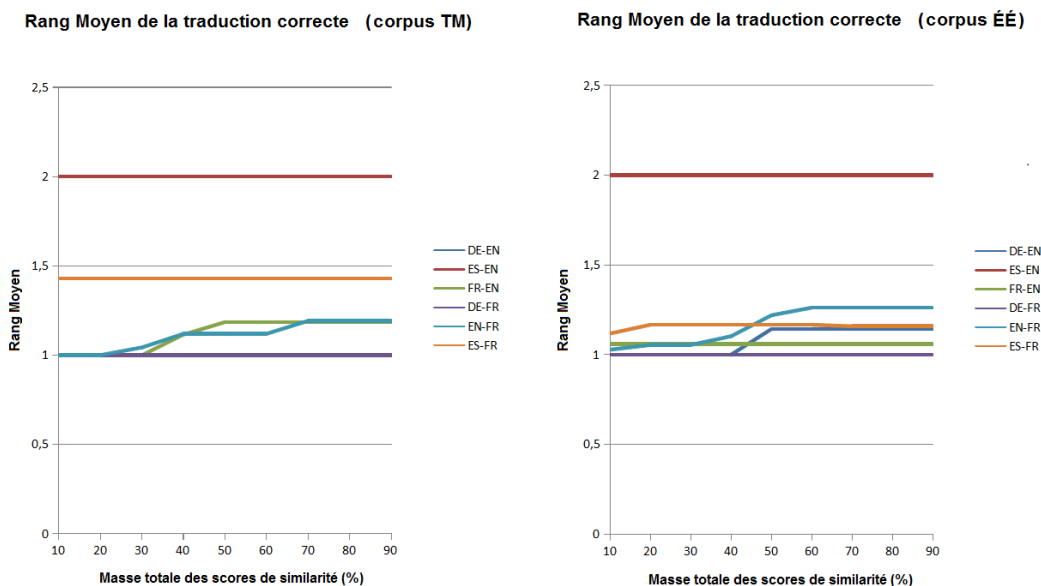 Rang Moyen de la traduction correcte (corpus TM)
2,5
2
1,5
1
0,5
0
Rang Moyen
10 20 30 40 50 60 70 80 90
Masse totale des scores de similarité (%)
DE-EN
ES-EN
FR-EN
DE-FR
EN-FR
ES-FR
Rang Moyen de la traduction correcte (corpus ÉÉ)
2,5
2
1,5
1
0,5
0
Rang Moyen
10 20 30 40 50 60 70 80 90
Masse totale des scores de similarité (%)
DE-EN
ES-EN
FR-EN
DE-FR
EN-FR
ES-FR